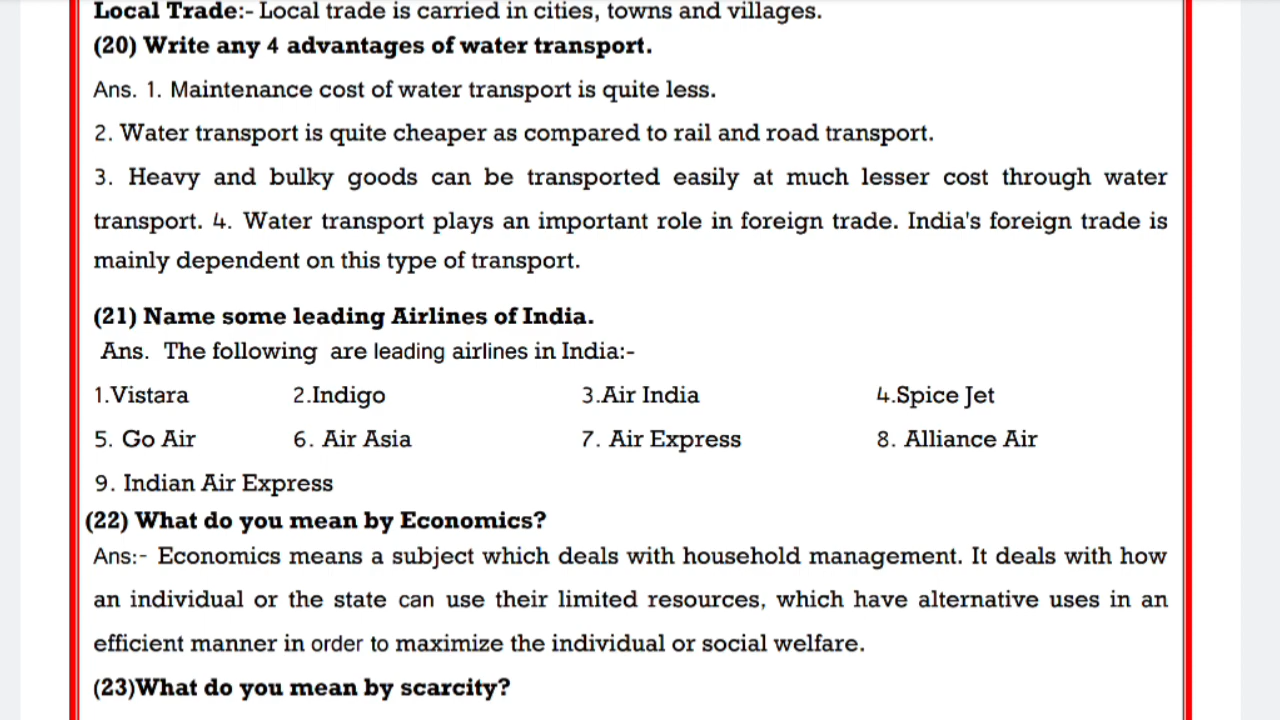 Local Trade:- Local trade is carried in cities, towns and villages.
(20) Write any 4 advantages of water transport.
Ans. 1. Maintenance cost of water transport is quite less.
2. Water transport is quite cheaper as compared to rail and road transport.
3. Heavy and bulky goods can be transported easily at much lesser cost through water
transport. 4. Water transport plays an important role in foreign trade. India's foreign trade is
mainly dependent on this type of transport.
(21) Name some leading Airlines of India.
Ans. The following are leading airlines in India:-
1.Vistara 2.Indigo 3.Air India 4.Spice Jet
5. Go Air 6. Air Asia 7. Air Express 8. Alliance Air
9. Indian Air Express
(22) What do you mean by Economics?
Ans:- Economics means a subject which deals with household management. It deals with how
an individual or the state can use their limited resources, which have alternative uses in an
efficient manner in order to maximize the individual or social welfare.
(23)What do you mean by scarcity?